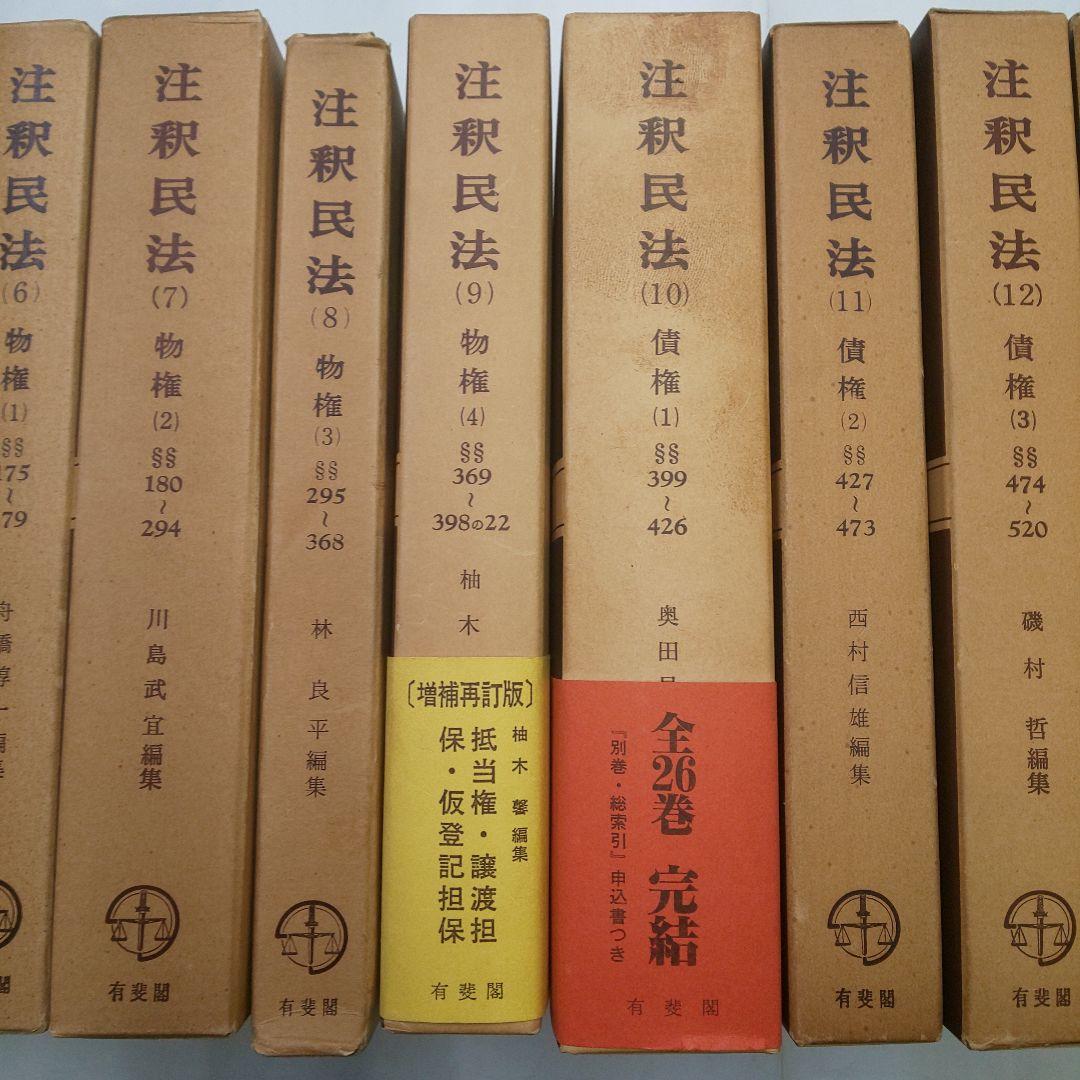 注釈民法
(6)
物権
(1)
§§
175
~
179
舟橋諄一編集
注釈民法
(7)
物権
(2)
§§
180
~
294
川島武宜編集
有斐閣
注釈民法
(8)
物権
(3)
§§
295
~
368
林良平編集
有斐閣
注釈民法
(9)
物権
(4)
§§
369
~
398の22
柚木
〔増補再訂版〕
柚木馨編集
抵当権・譲渡担
保・仮登記担保
有斐閣
注釈民法
(10)
債権
(1)
§§
399
~
426
奥田
全26巻 完結
『別巻・総索引』申込書つき
有斐閣
注釈民法
(11)
債権
(2)
§§
427
~
473
西村信雄編集
有斐閣
注釈民法
(12)
債権
(3)
§§
474
~
520
磯村哲編集
有斐閣